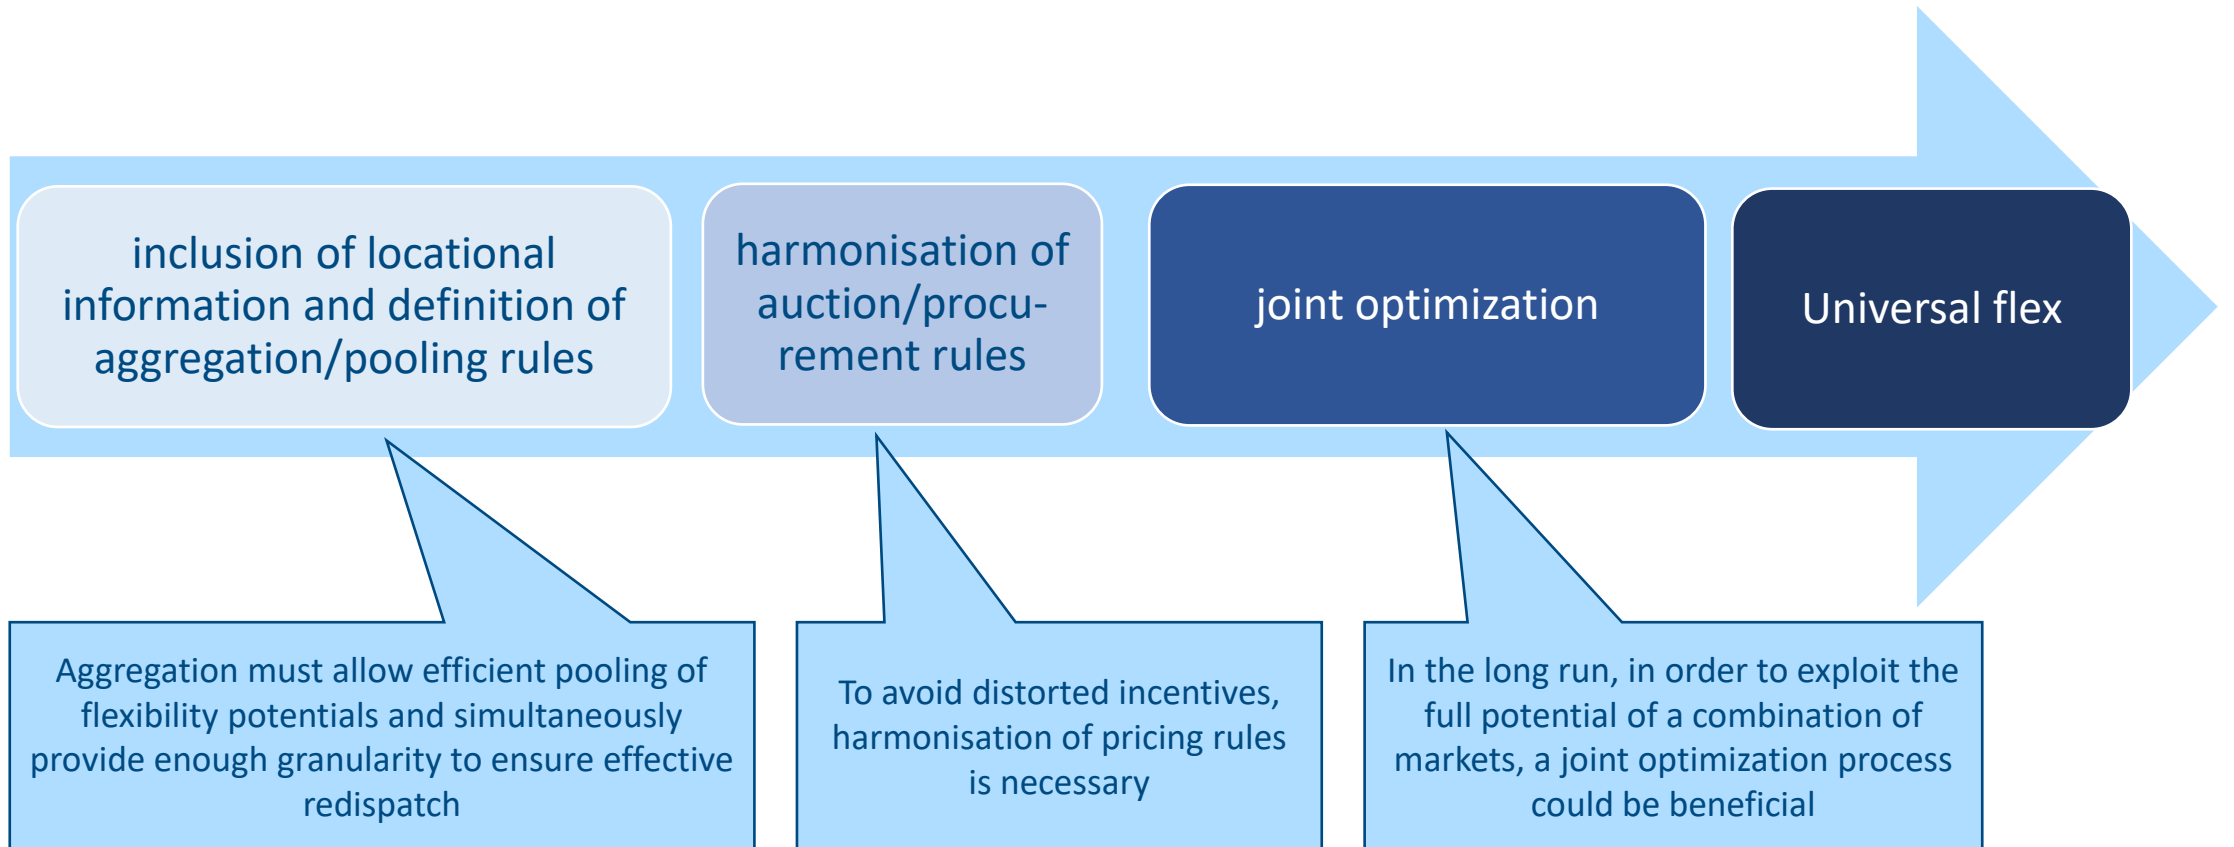 inclusion of locational
information and definition of
aggregation/pooling rules
harmonisation of
auction/procu-
rement rules
joint optimization
Universal flex
Aggregation must allow efficient pooling of
flexibility potentials and simultaneously
provide enough granularity to ensure effective
redispatch
To avoid distorted incentives,
harmonisation of pricing rules
is necessary
In the long run, in order to exploit the
full potential of a combination of
markets, a joint optimization process
could be beneficial